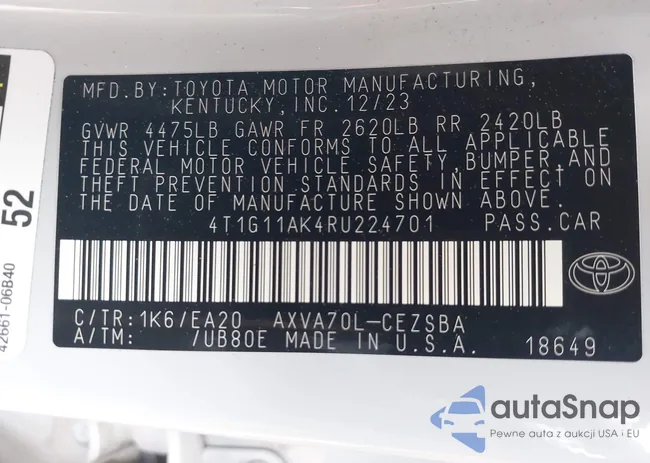 MFD.BY:TOYOTA MOTOR MANUFACTURING,
KENTUCKY, INC. 12/23
GVWR 4475LB GAWR FR 2620LB RR 2420LB
THIS VEHICLE CONFORMS TO ALL APPLICABLE
FEDERAL MOTOR VEHICLE SAFETY, BUMPER, AND
THEFT PREVENTION STANDARDS IN EFFECT ON
THE DATE OF MANUFACTURE SHOWN ABOVE.
4T1G11AK4RU224701 PASS.CAR
C/TR:1K6/EA20 AXVA70L-CEZSBA
A/TM: /UB80E MADE IN U.S.A. 18649
52
42661-06B40
autaSnap
Pewne auta z aukcji USA i EU